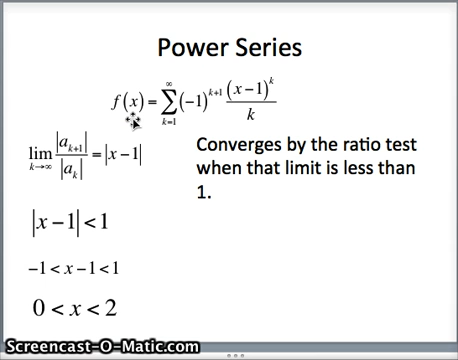 Power Series
f(x) = ∑_{k=1}^{∞} (−1)^{k+1} (x−1)^k / k
lim_{k→∞} |a_{k+1}| / |a_k| = |x−1|
Converges by the ratio test
when that limit is less than
1.
|x−1| < 1
−1 < x −1 < 1
0 < x < 2
Screencast-O-Matic.com